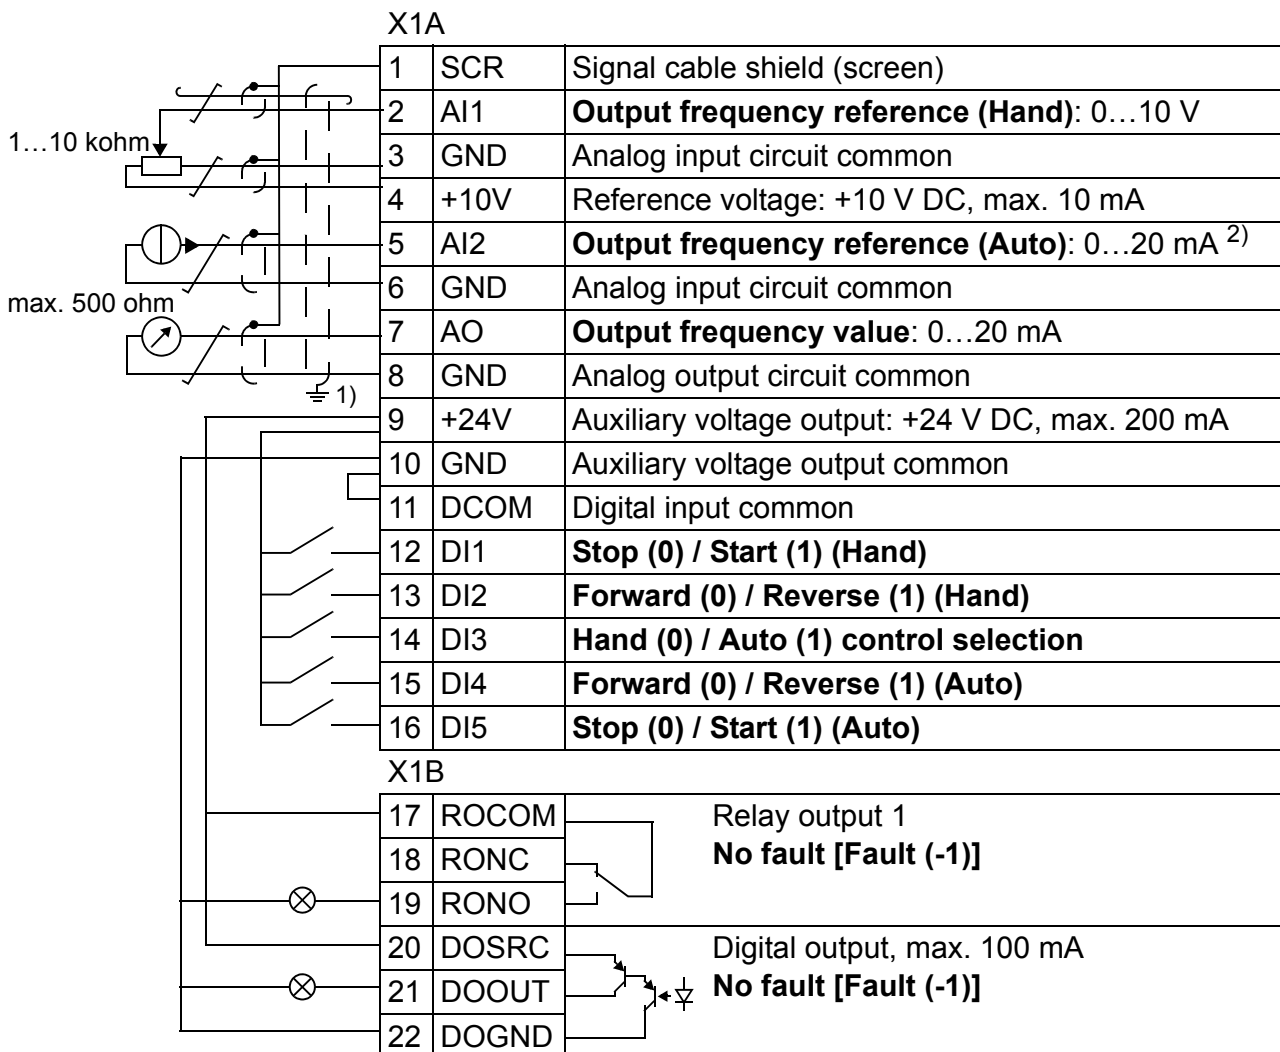 X1A
1 SCR Signal cable shield (screen)
2 AI1 Output frequency reference (Hand): 0…10 V
1…10 kohm
3 GND Analog input circuit common
4 +10V Reference voltage: +10 V DC, max. 10 mA
5 AI2 Output frequency reference (Auto): 0…20 mA 2)
6 GND Analog input circuit common
max. 500 ohm
7 AO Output frequency value: 0…20 mA
8 GND Analog output circuit common
1)
9 +24V Auxiliary voltage output: +24 V DC, max. 200 mA
10 GND Auxiliary voltage output common
11 DCOM Digital input common
12 DI1 Stop (0) / Start (1) (Hand)
13 DI2 Forward (0) / Reverse (1) (Hand)
14 DI3 Hand (0) / Auto (1) control selection
15 DI4 Forward (0) / Reverse (1) (Auto)
16 DI5 Stop (0) / Start (1) (Auto)
X1B
17 ROCOM Relay output 1
18 RONC No fault [Fault (-1)]
19 RONO
20 DOSRC Digital output, max. 100 mA
21 DOOUT No fault [Fault (-1)]
22 DOGND